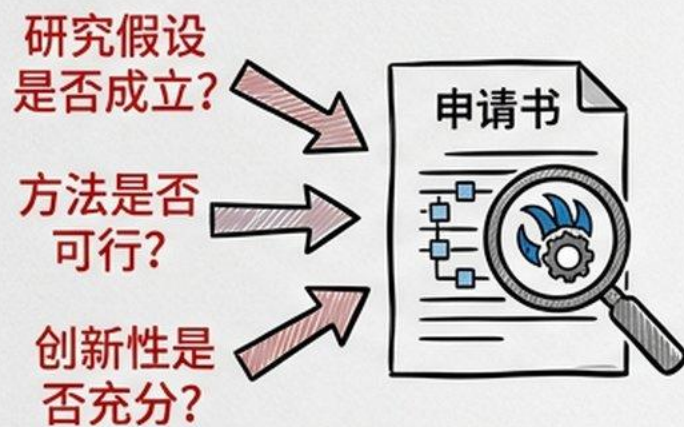 研究假设
是否成立？
申请书
方法是否
可行？
创新性是
否充分？